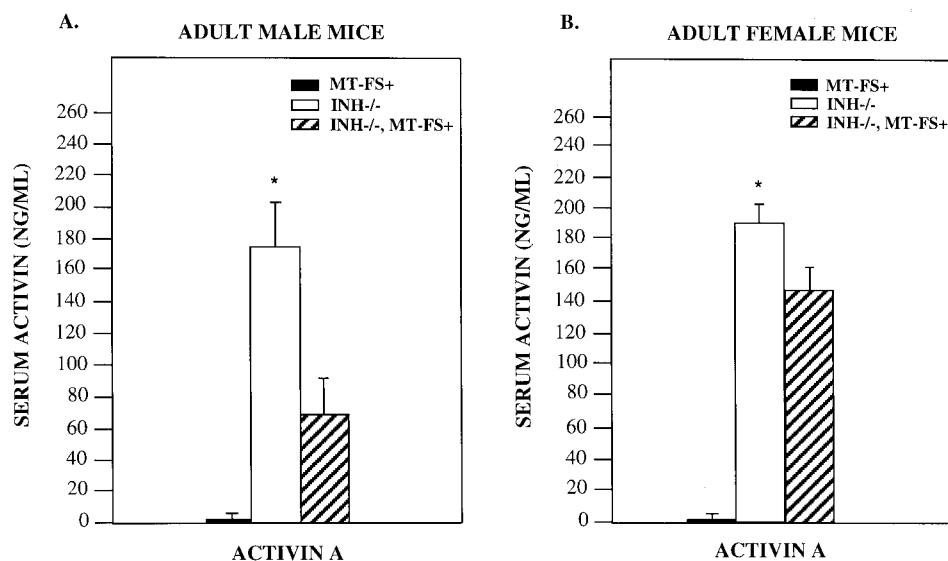 A.
ADULT MALE MICE
MT-FS+
INH-/-
INH-/-, MT-FS+
SERUM ACTIVIN (NG/ML)
260
240
220
200
180
160
140
120
100
80
60
40
20
0
*
ACTIVIN A
B.
ADULT FEMALE MICE
MT-FS+
INH-/-
INH-/-, MT-FS+
SERUM ACTIVIN (NG/ML)
260
240
220
200
180
160
140
120
100
80
60
40
20
0
*
ACTIVIN A